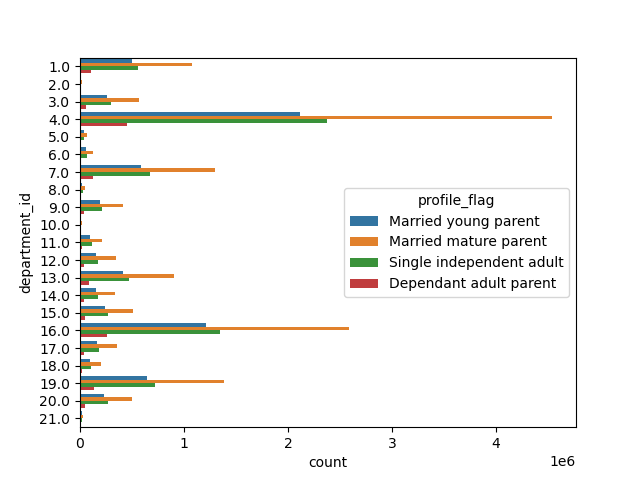 1.0
2.0
3.0
4.0
5.0
6.0
7.0
8.0
9.0
10.0
11.0
12.0
13.0
14.0
15.0
16.0
17.0
18.0
19.0
20.0
21.0
department_id
profile_flag
Married young parent
Married mature parent
Single independent adult
Dependant adult parent
0 1 2 3 4
count
1e6